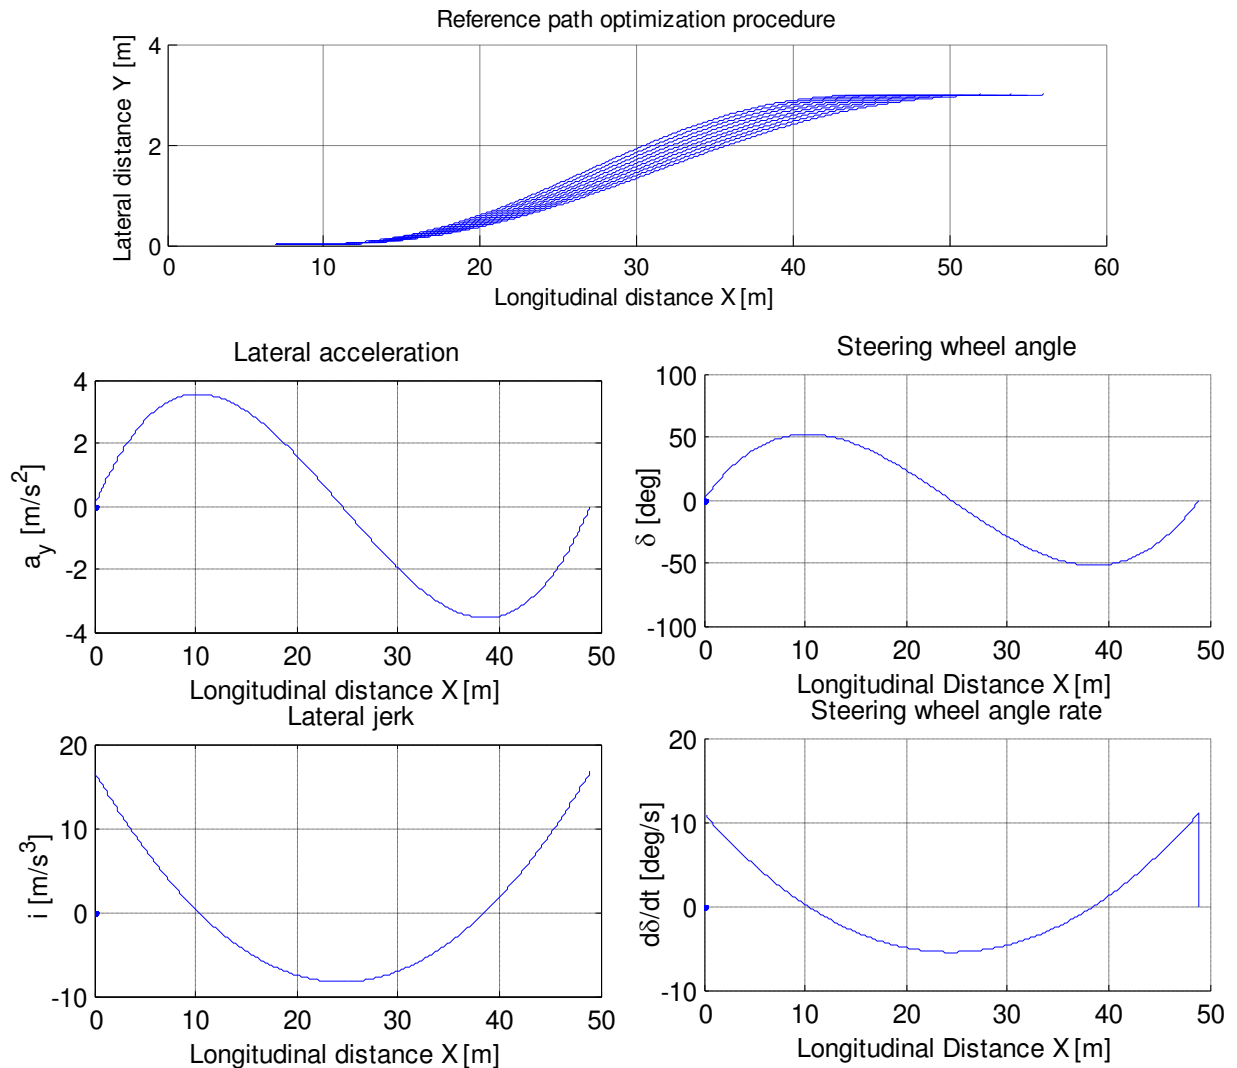 Reference path optimization procedure
Lateral distance Y [m]
4
2
0
0 10 20 30 40 50 60
Longitudinal distance X [m]
Lateral acceleration
a_y [m/s^2]
4
2
0
-2
-4
0 10 20 30 40 50
Longitudinal distance X [m]
Steering wheel angle
δ [deg]
100
50
0
-50
-100
0 10 20 30 40 50
Longitudinal Distance X [m]
Lateral jerk
i [m/s^3]
20
10
0
-10
0 10 20 30 40 50
Longitudinal distance X [m]
Steering wheel angle rate
dδ/dt [deg/s]
20
10
0
-10
0 10 20 30 40 50
Longitudinal Distance X [m]